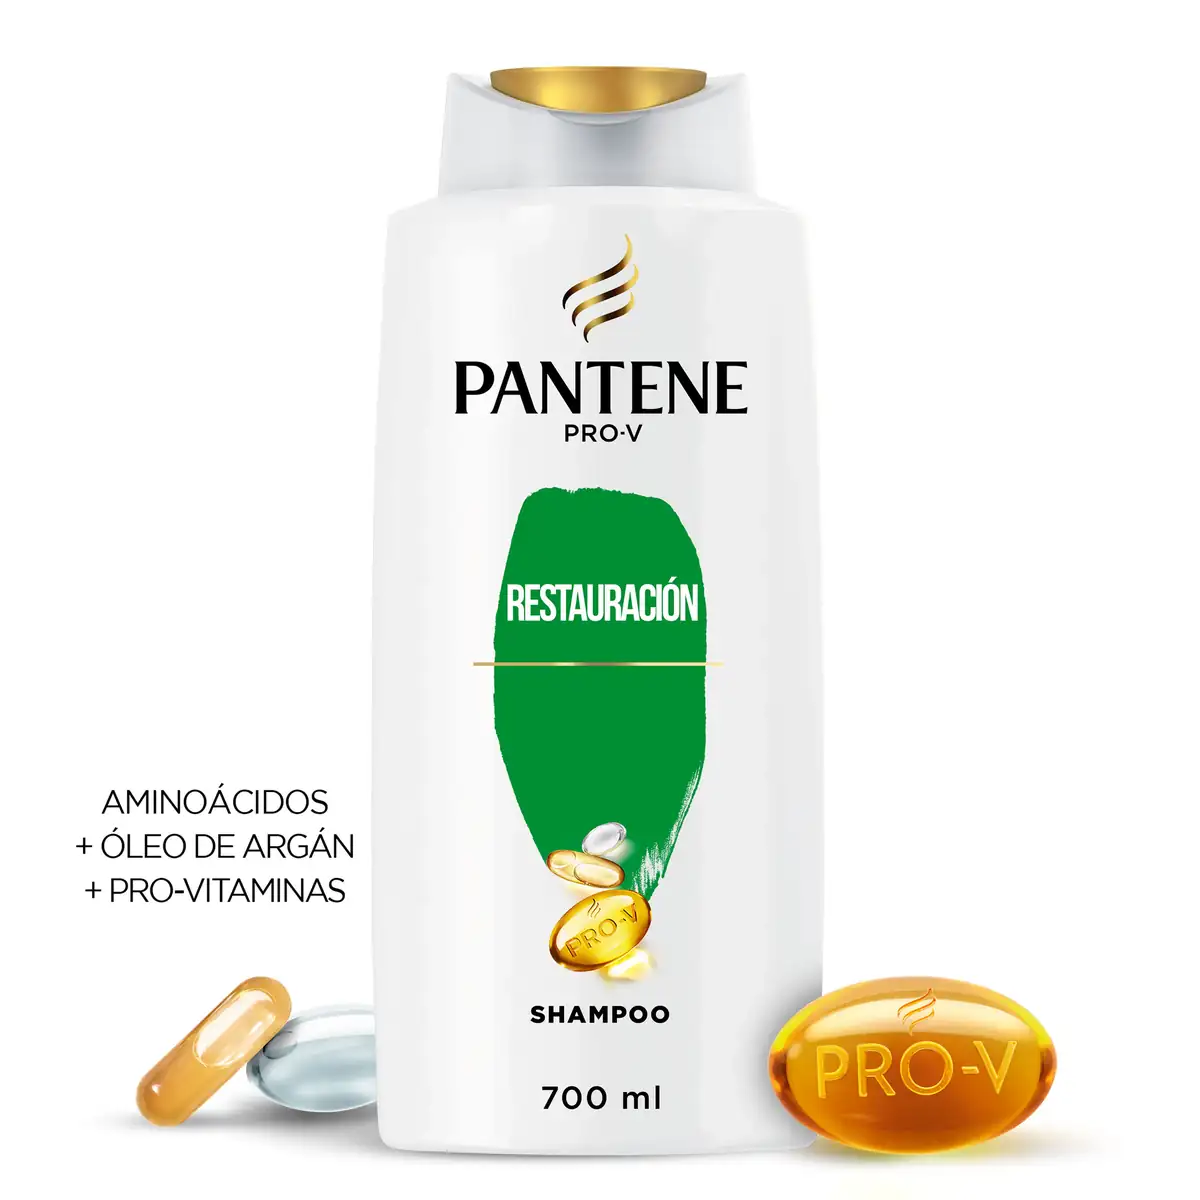 PANTENE
PRO-V
RESTAURACIÓN
AMINOÁCIDOS
+ ÓLEO DE ARGÁN
+ PRO-VITAMINAS
PRO-V
SHAMPOO
700 ml
PRO-V